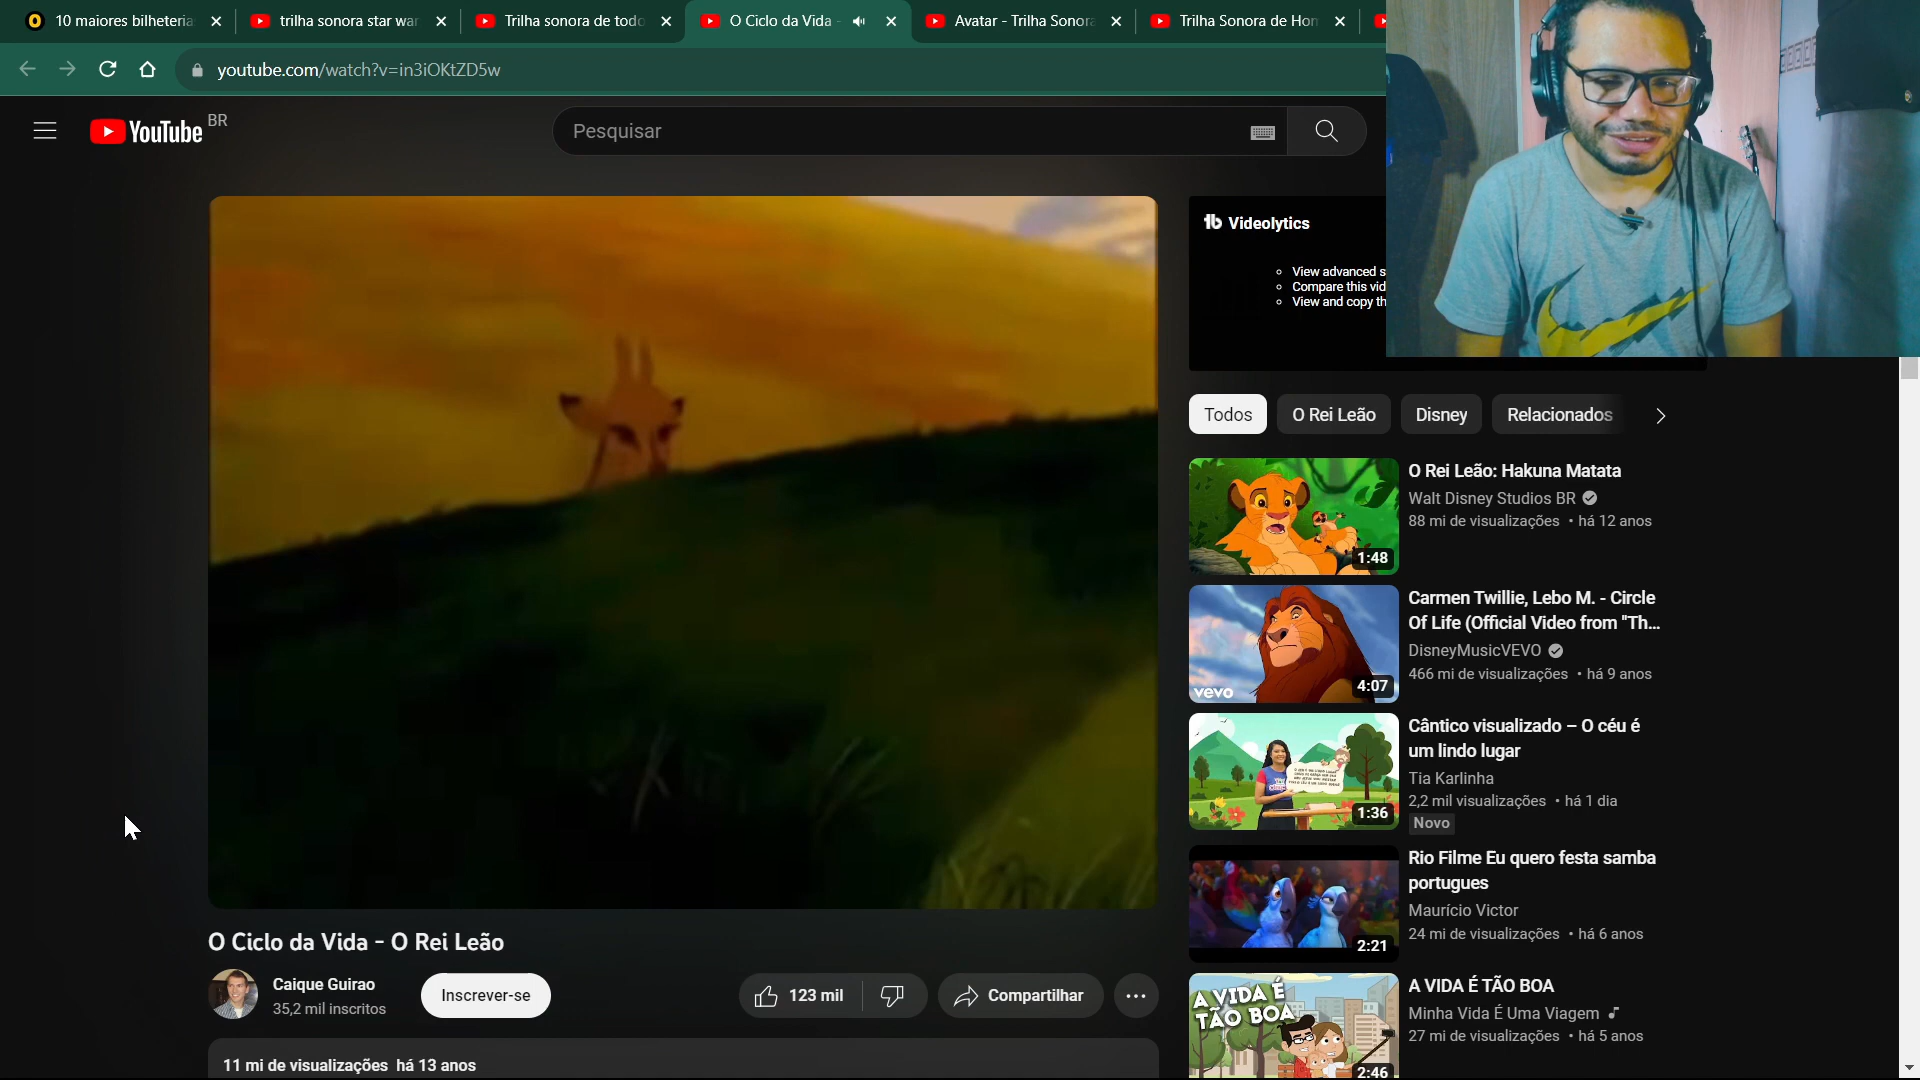 10 maiores bilheteria
trilha sonora star war
Trilha sonora de todo
O Ciclo da Vida -
Avatar - Trilha Sonora
Trilha Sonora de Hom
youtube.com/watch?v=in3iOKtZD5w
YouTube BR
Pesquisar
Videolytics
View advanced s
Compare this vid
View and copy th
Todos
O Rei Leão
Disney
Relacionados
O Rei Leão: Hakuna Matata
Walt Disney Studios BR
88 mi de visualizações • há 12 anos
1:48
Carmen Twillie, Lebo M. - Circle
Of Life (Official Video from "Th...
DisneyMusicVEVO
466 mi de visualizações • há 9 anos
vevo
4:07
Cântico visualizado – O céu é
um lindo lugar
Tia Karlinha
2,2 mil visualizações • há 1 dia
Novo
1:36
Rio Filme Eu quero festa samba
portugues
Maurício Victor
24 mi de visualizações • há 6 anos
2:21
A VIDA É TÃO BOA
Minha Vida É Uma Viagem
27 mi de visualizações • há 5 anos
A VIDA É
TÃO BOA
2:46
O Ciclo da Vida - O Rei Leão
Caique Guirao
35,2 mil inscritos
Inscrever-se
123 mil
Compartilhar
11 mi de visualizações há 13 anos